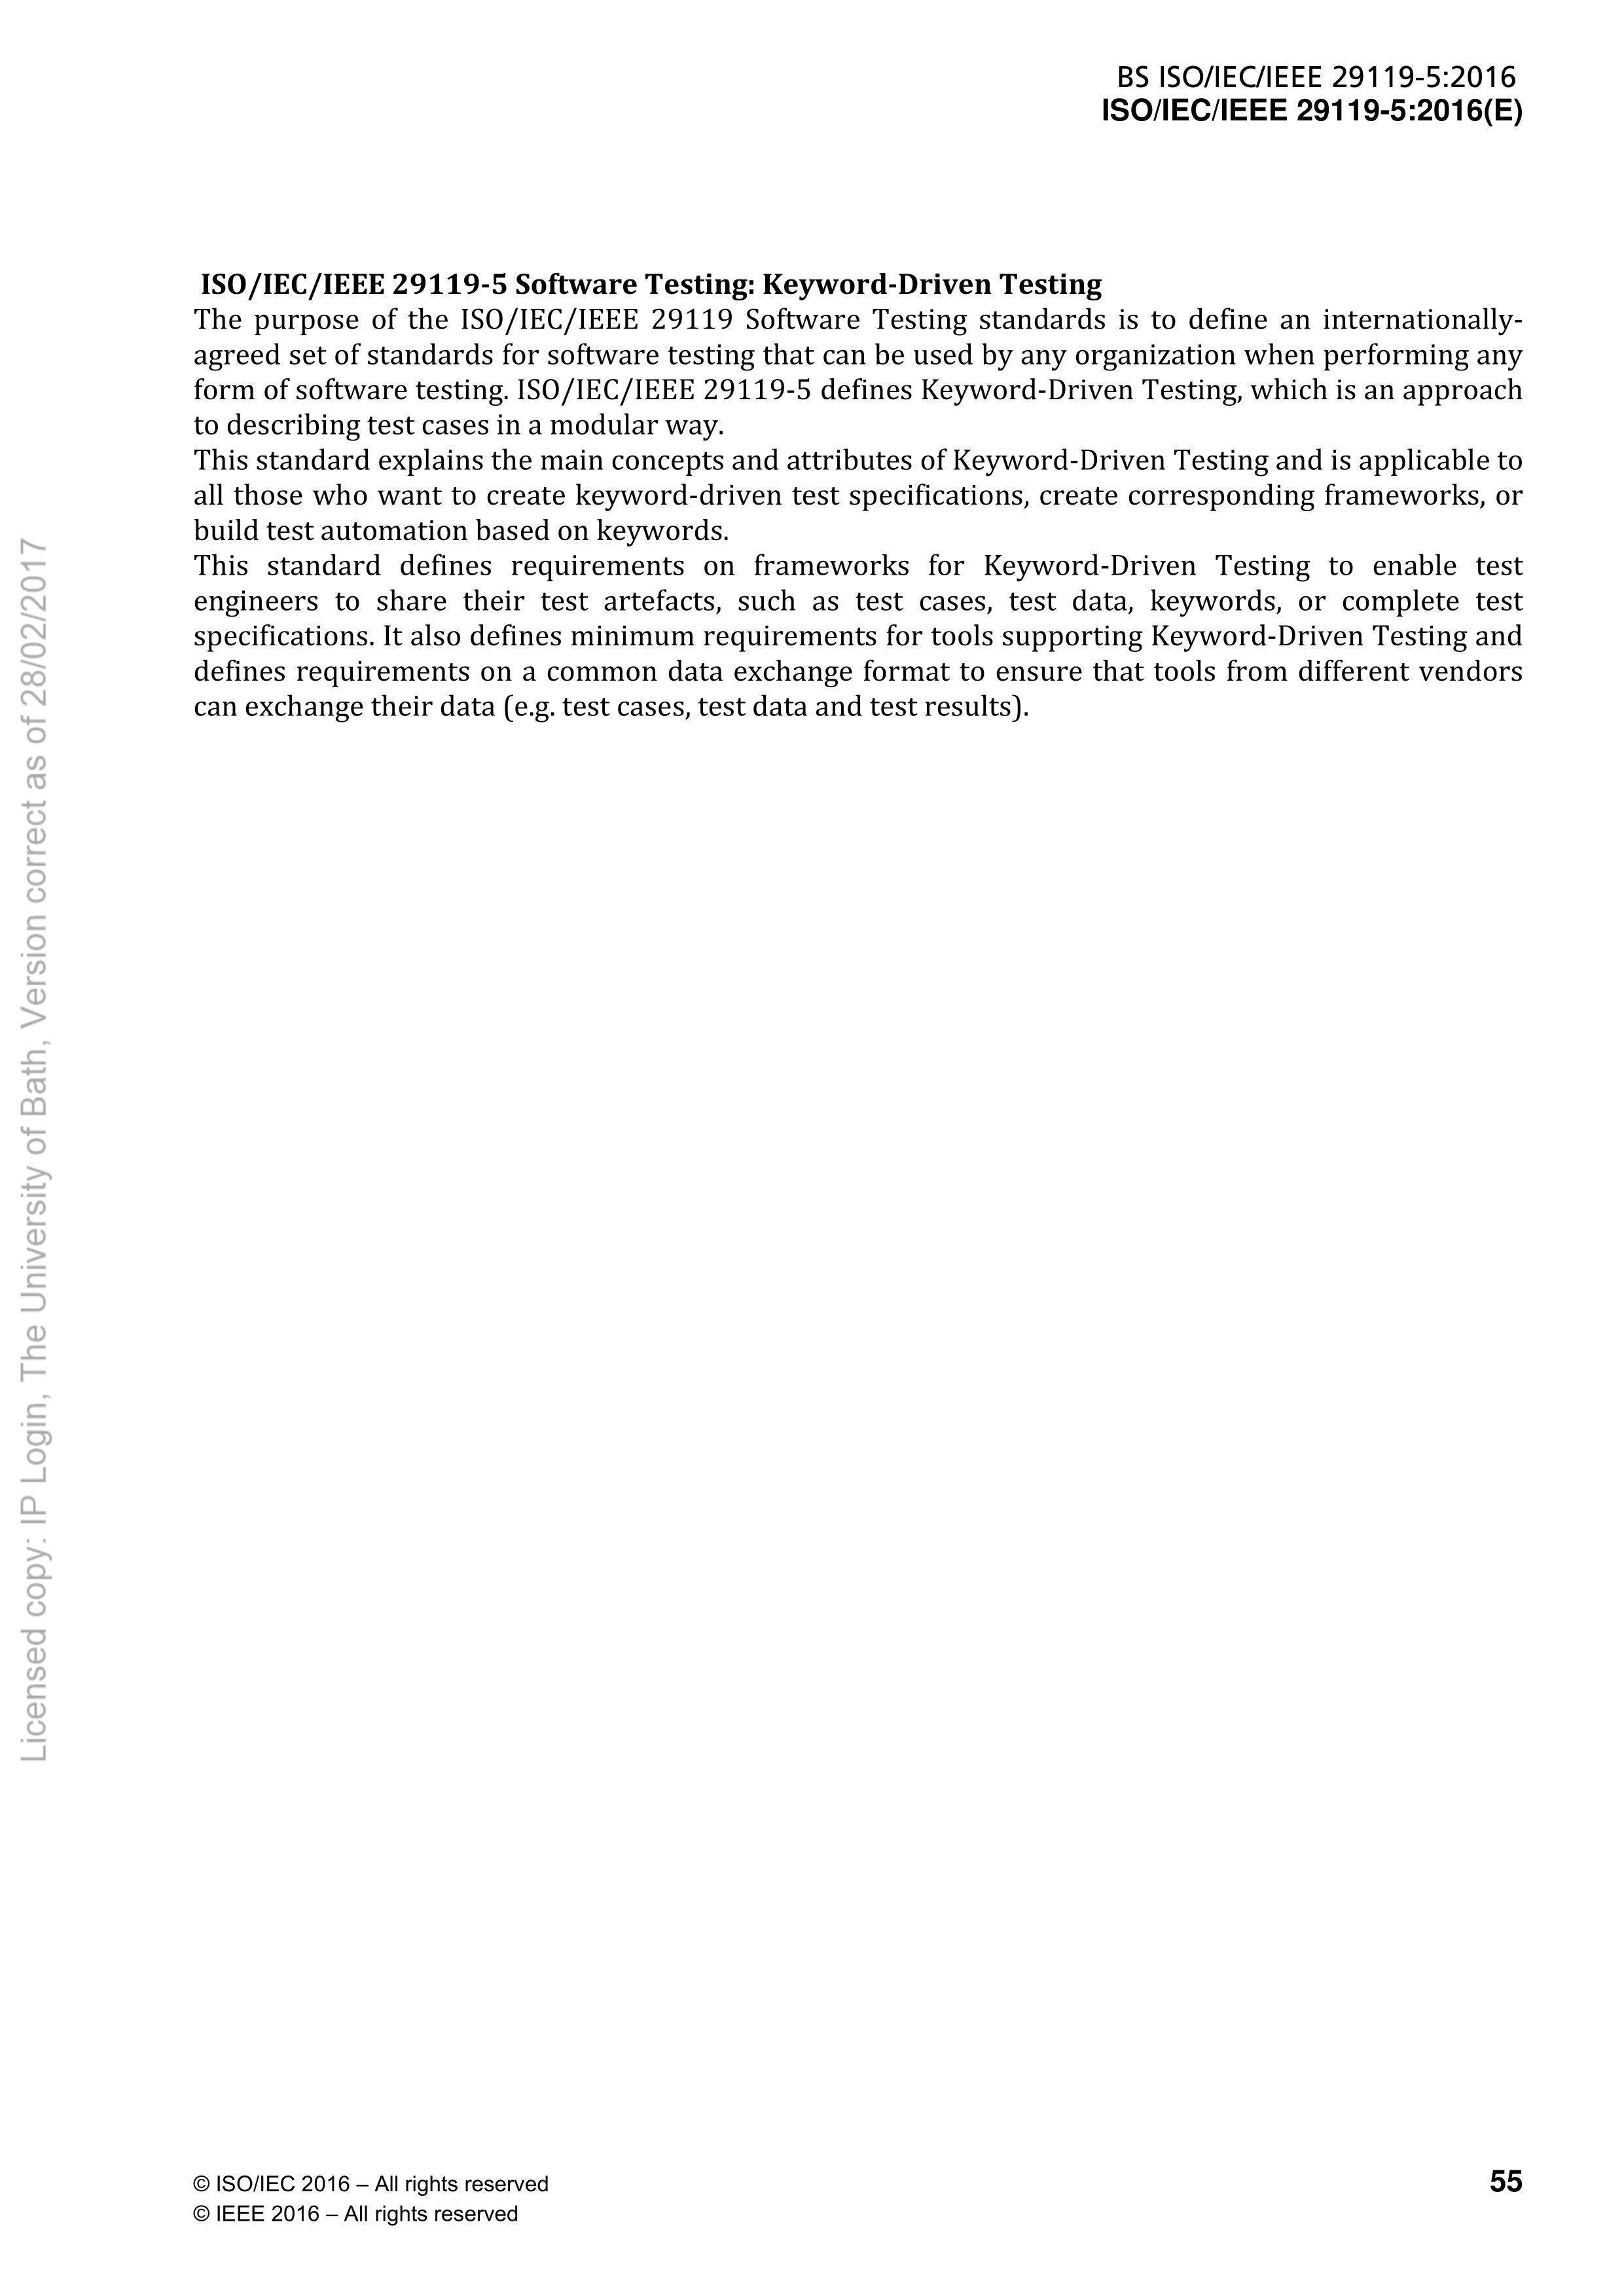 BS ISO/IEC/IEEE 29119-5:2016
ISO/IEC/IEEE 29119-5:2016(E)
ISO/IEC/IEEE 29119-5 Software Testing: Keyword-Driven Testing
The purpose of the ISO/IEC/IEEE 29119 Software Testing standards is to define an internationally-
agreed set of standards for software testing that can be used by any organization when performing any
form of software testing. ISO/IEC/IEEE 29119-5 defines Keyword-Driven Testing, which is an approach
to describing test cases in a modular way.
This standard explains the main concepts and attributes of Keyword-Driven Testing and is applicable to
all those who want to create keyword-driven test specifications, create corresponding frameworks, or
build test automation based on keywords.
This standard defines requirements on frameworks for Keyword-Driven Testing to enable test
engineers to share their test artefacts, such as test cases, test data, keywords, or complete test
specifications. It also defines minimum requirements for tools supporting Keyword-Driven Testing and
defines requirements on a common data exchange format to ensure that tools from different vendors
can exchange their data (e.g. test cases, test data and test results).
Licensed copy: IP Login, The University of Bath, Version correct as of 28/02/2017
© ISO/IEC 2016 – All rights reserved
© IEEE 2016 – All rights reserved
55